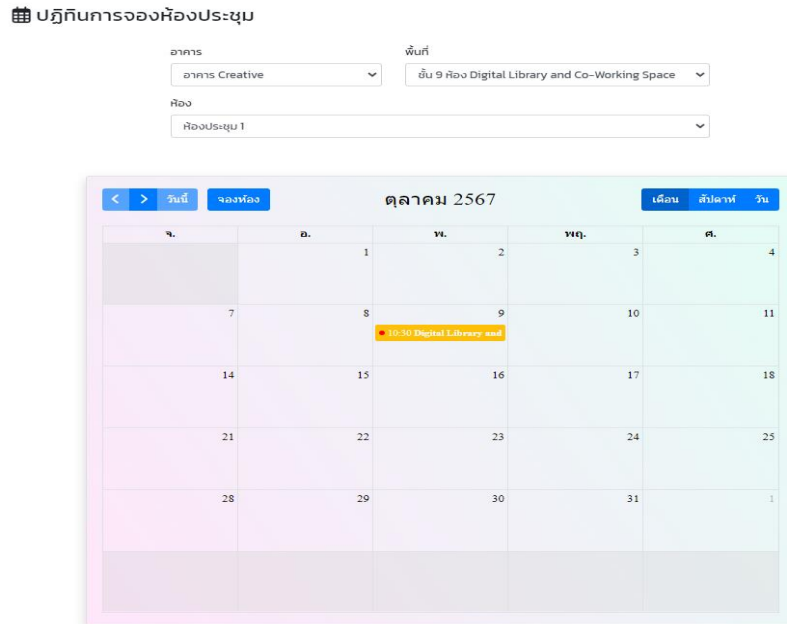 ปฏิทินการจองห้องประชุม
อาคาร พื้นที่
อาคาร Creative ชั้น 9 ห้อง Digital Library and Co-Working Space
ห้อง
ห้องประชุม 1
< > วันนี้ จองห้อง ตุลาคม 2567 เดือน สัปดาห์ วัน
จ. อ. พ. พฤ. ศ.
1 2 3 4
7 8 9 10 11
10:30 Digital Library and
14 15 16 17 18
21 22 23 24 25
28 29 30 31 1